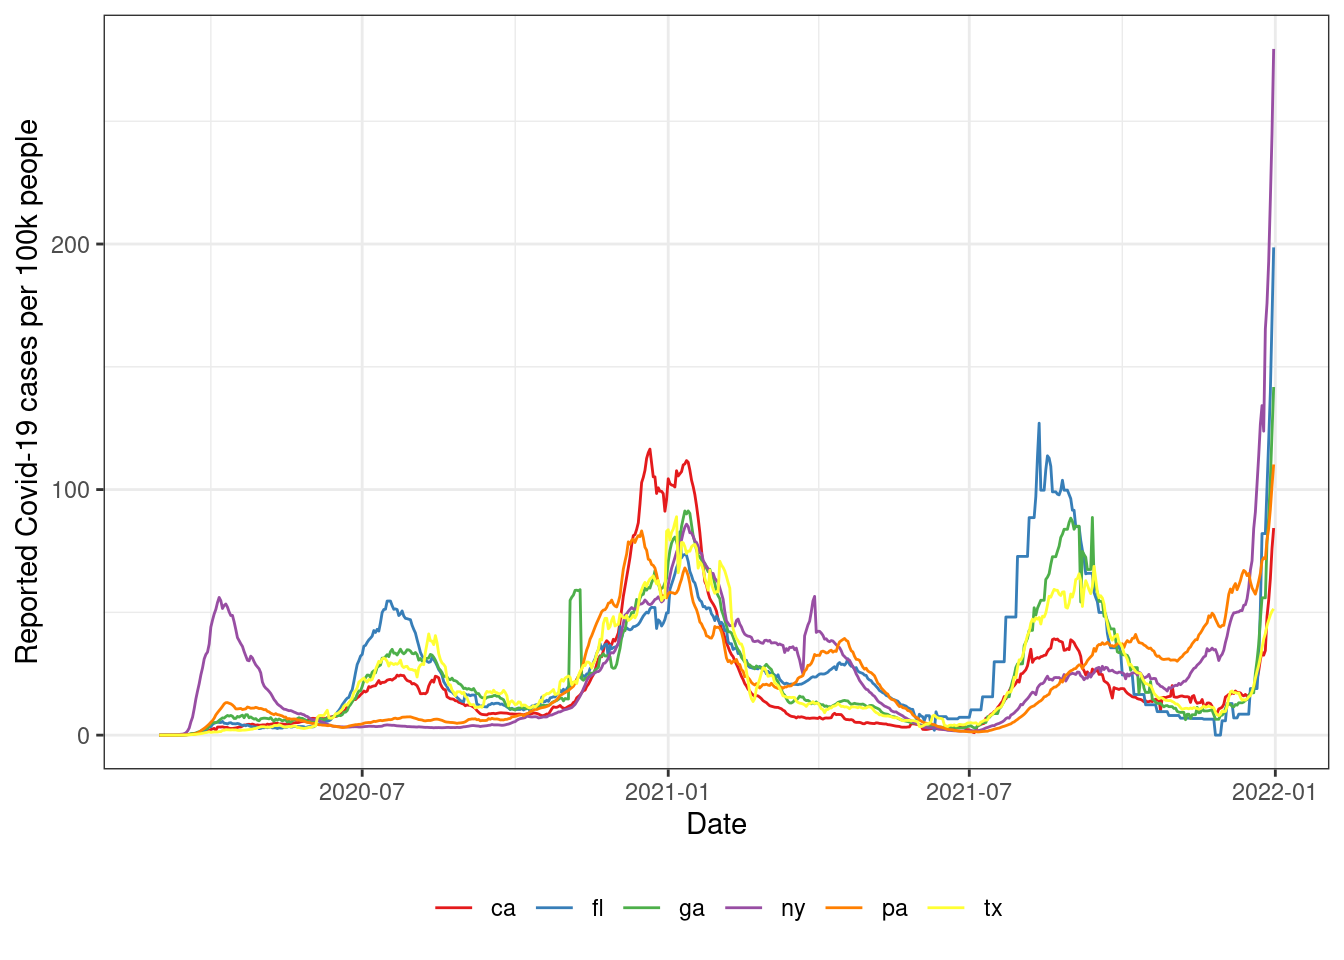 Reported Covid-19 cases per 100k people
200
100
0
2020-07
2021-01
2021-07
2022-01
Date
ca
fl
ga
ny
pa
tx